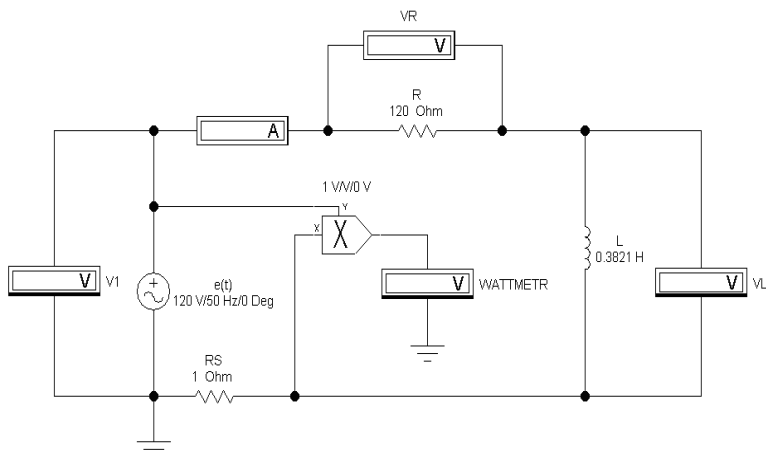 VR
V
R
120 Ohm
A
1 V/V/0 V
Y
X
X
V
V1
e(t)
120 V/50 Hz/0 Deg
V
WATTMETR
L
0.3821 H
V
VL
RS
1 Ohm